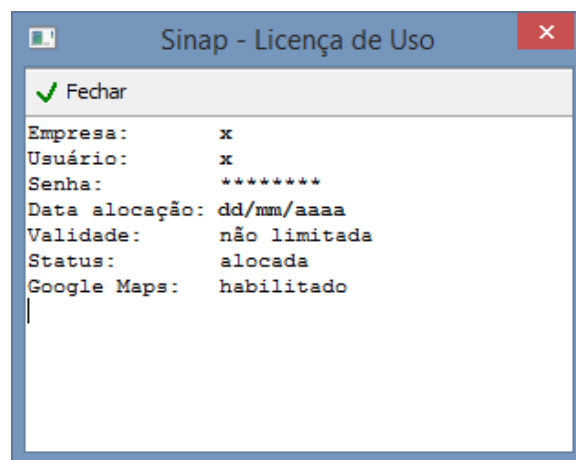 Sinap - Licença de Uso
Fechar
Empresa: x
Usuário: x
Senha: ********
Data alocação: dd/mm/aaaa
Validade: não limitada
Status: alocada
Google Maps: habilitado